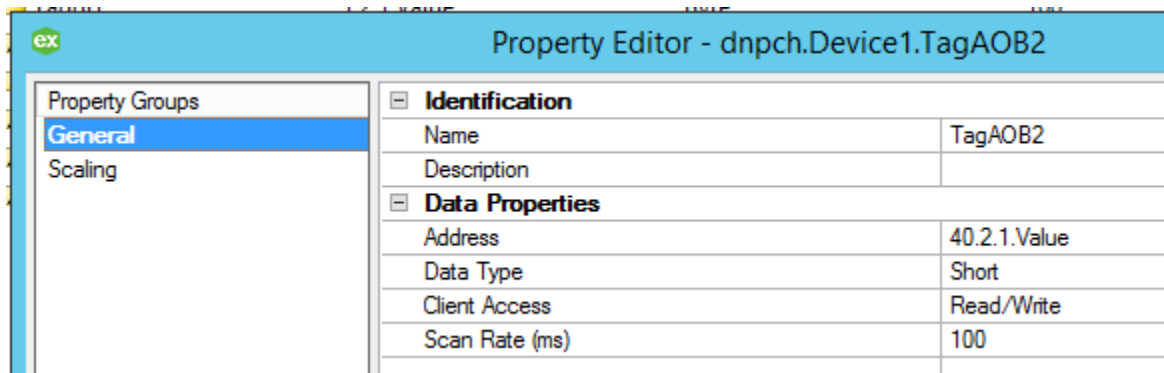 ex Property Editor - dnpch.Device1.TagAOB2
Property Groups
General
Scaling
Identification
Name TagAOB2
Description
Data Properties
Address 40.2.1.Value
Data Type Short
Client Access Read/Write
Scan Rate (ms) 100